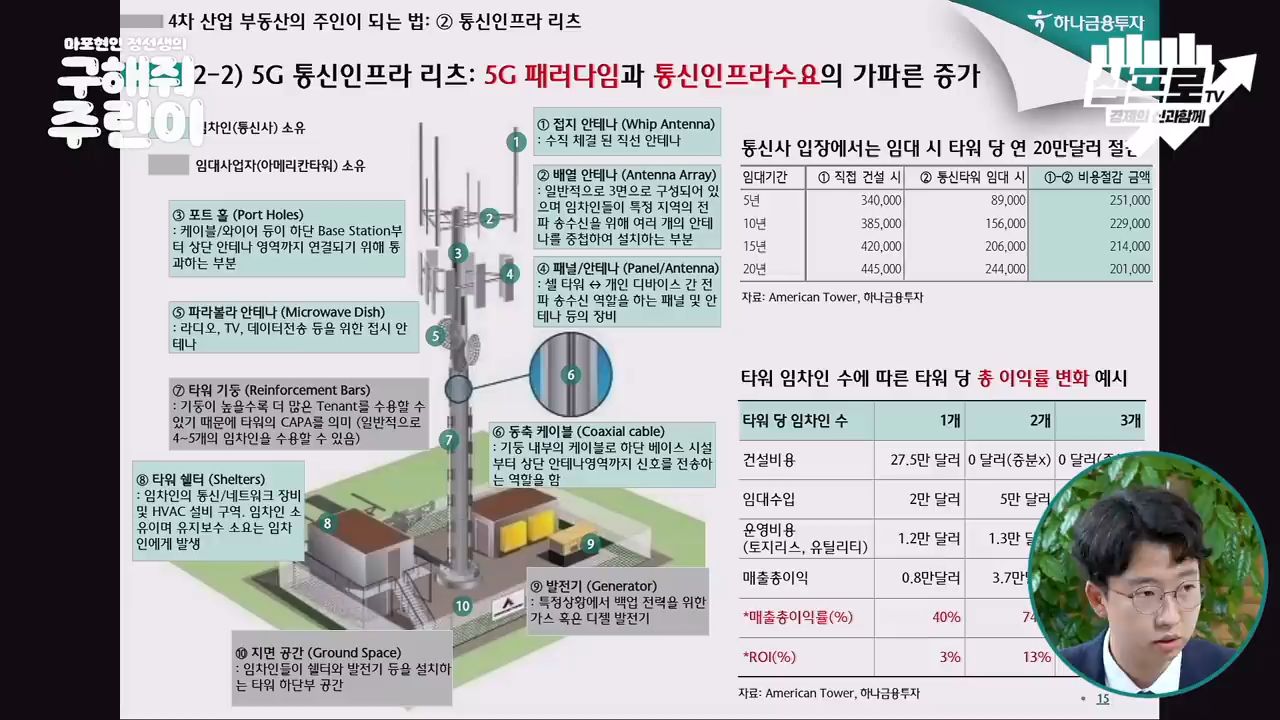 4차 산업 부동산의 주인이 되는 법: ② 통신인프라 리츠
하나금융투자
마포현인 정선생의
구해줘
주린이
삼프로TV
경제의 신과함께
2-2) 5G 통신인프라 리츠: 5G 패러다임과 통신인프라수요의 가파른 증가
임차인(통신사) 소유
임대사업자(아메리칸타워) 소유
① 접지 안테나 (Whip Antenna)
: 수직 체결 된 직선 안테나
② 배열 안테나 (Antenna Array)
: 일반적으로 3면으로 구성되어 있
으며 임차인들이 특정 지역의 전
파 송수신을 위해 여러 개의 안테
나를 중첩하여 설치하는 부분
③ 포트 홀 (Port Holes)
: 케이블/와이어 등이 하단 Base Station부
터 상단 안테나 영역까지 연결되기 위해 통
과하는 부분
④ 패널/안테나 (Panel/Antenna)
: 셀 타워 ↔ 개인 디바이스 간 전
파 송수신 역할을 하는 패널 및 안
테나 등의 장비
⑤ 파라볼라 안테나 (Microwave Dish)
: 라디오, TV, 데이터전송 등을 위한 접시 안
테나
⑥ 동축 케이블 (Coaxial cable)
: 기둥 내부의 케이블로 하단 베이스 시설
부터 상단 안테나영역까지 신호를 전송하
는 역할을 함
⑦ 타워 기둥 (Reinforcement Bars)
: 기둥이 높을수록 더 많은 Tenant를 수용할 수
있기 때문에 타워의 CAPA를 의미 (일반적으로
4~5개의 임차인을 수용할 수 있음)
⑧ 타워 쉘터 (Shelters)
: 임차인의 통신/네트워크 장비
및 HVAC 설비 구역. 임차인 소
유이며 유지보수 소요는 임차
인에게 발생
⑨ 발전기 (Generator)
: 특정상황에서 백업 전력을 위한
가스 혹은 디젤 발전기
⑩ 지면 공간 (Ground Space)
: 임차인들이 쉘터와 발전기 등을 설치하
는 타워 하단부 공간
1
2
3
4
5
6
7
8
9
10
통신사 입장에서는 임대 시 타워 당 연 20만달러 절
임대기간 ① 직접 건설 시 ② 통신타워 임대 시 ①-② 비용절감 금액
5년 340,000 89,000 251,000
10년 385,000 156,000 229,000
15년 420,000 206,000 214,000
20년 445,000 244,000 201,000
자료: American Tower, 하나금융투자
타워 임차인 수에 따른 타워 당 총 이익률 변화 예시
타워 당 임차인 수 1개 2개 3개
건설비용 27.5만 달러 0 달러(증분x) 0 달러(증
임대수입 2만 달러 5만 달러
운영비용
(토지리스, 유틸리티) 1.2만 달러 1.3만
매출총이익 0.8만달러 3.7만
*매출총이익률(%) 40% 74
*ROI(%) 3% 13%
자료: American Tower, 하나금융투자
15